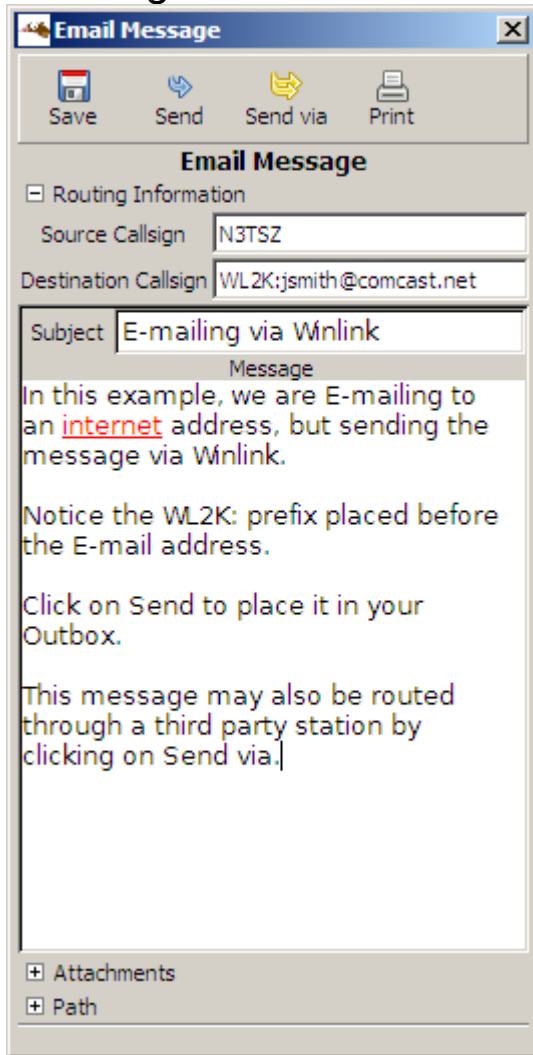 Email Message
Save Send Send via Print
Email Message
Routing Information
Source Callsign N3TSZ
Destination Callsign WL2K:jsmith@comcast.net
Subject E-mailing via Winlink
Message
In this example, we are E-mailing to
an internet address, but sending the
message via Winlink.
Notice the WL2K: prefix placed before
the E-mail address.
Click on Send to place it in your
Outbox.
This message may also be routed
through a third party station by
clicking on Send via.
Attachments
Path